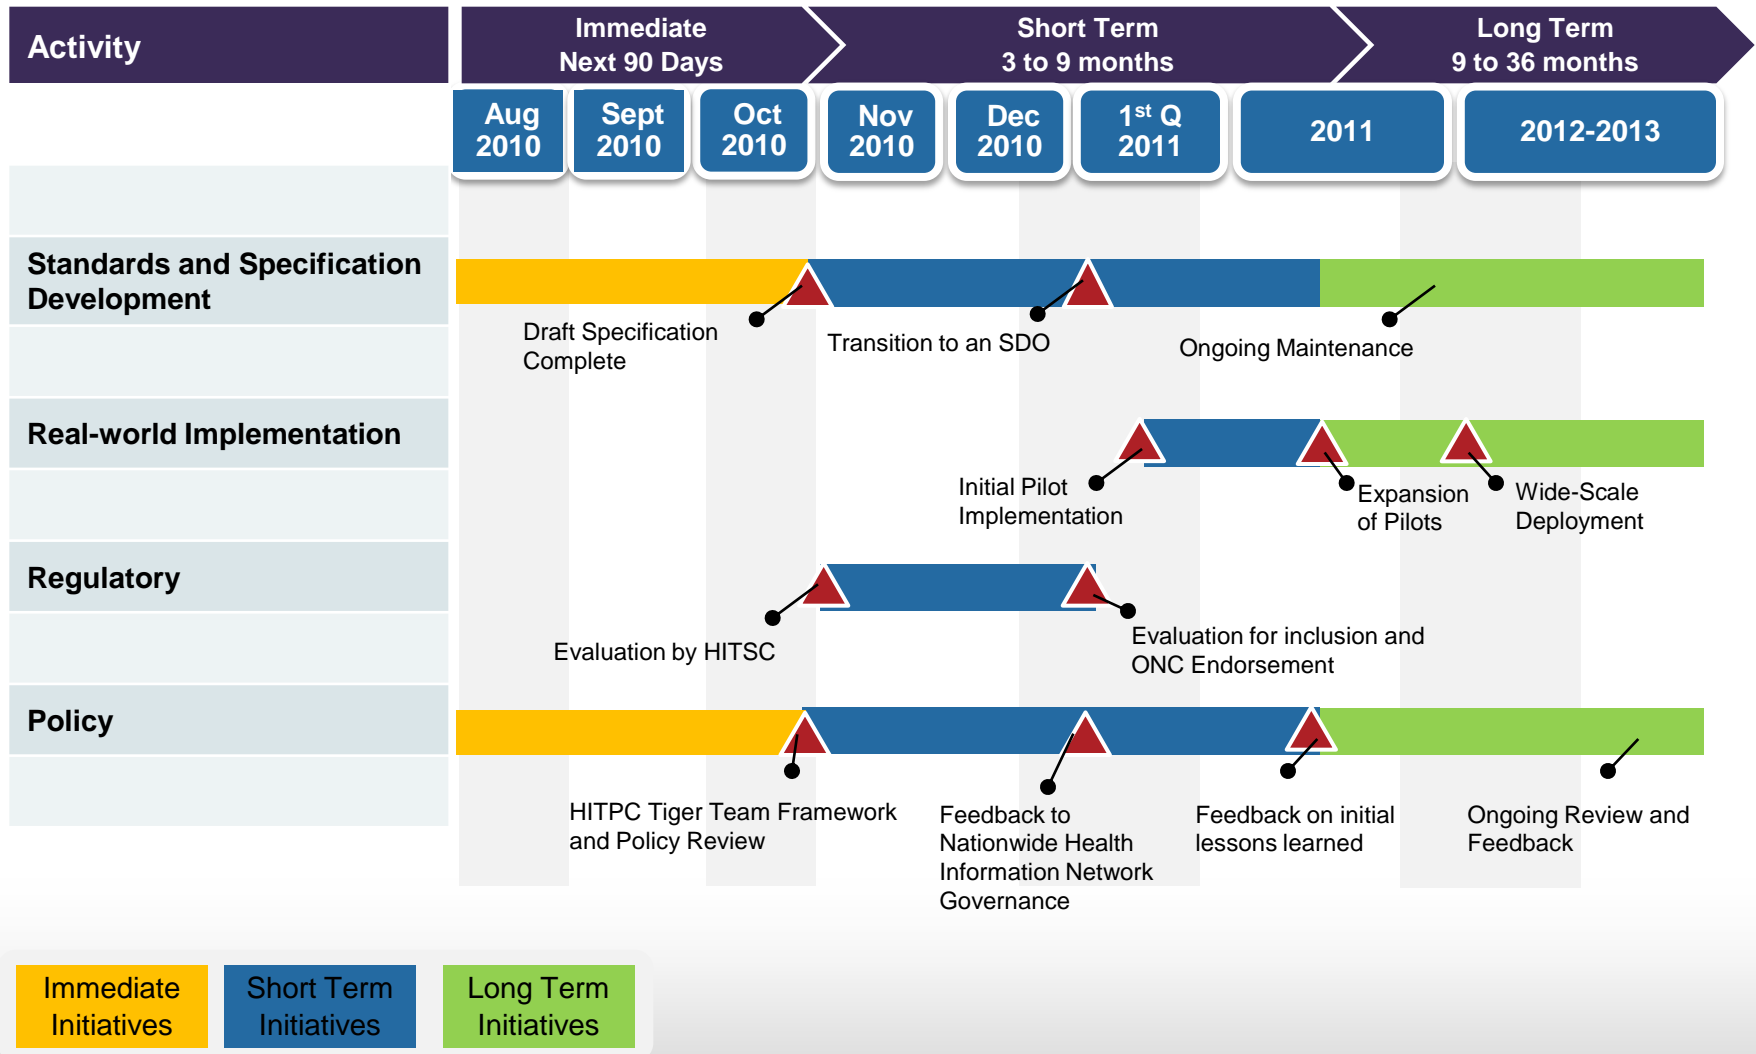 Activity
Immediate
Next 90 Days
Short Term
3 to 9 months
Long Term
9 to 36 months
Aug
2010
Sept
2010
Oct
2010
Nov
2010
Dec
2010
1st Q
2011
2011
2012-2013
Standards and Specification
Development
Draft Specification
Complete
Transition to an SDO
Ongoing Maintenance
Real-world Implementation
Initial Pilot
Implementation
Expansion
of Pilots
Wide-Scale
Deployment
Regulatory
Evaluation by HITSC
Evaluation for inclusion and
ONC Endorsement
Policy
HITPC Tiger Team Framework
and Policy Review
Feedback to
Nationwide Health
Information Network
Governance
Feedback on initial
lessons learned
Ongoing Review and
Feedback
Immediate
Initiatives
Short Term
Initiatives
Long Term
Initiatives